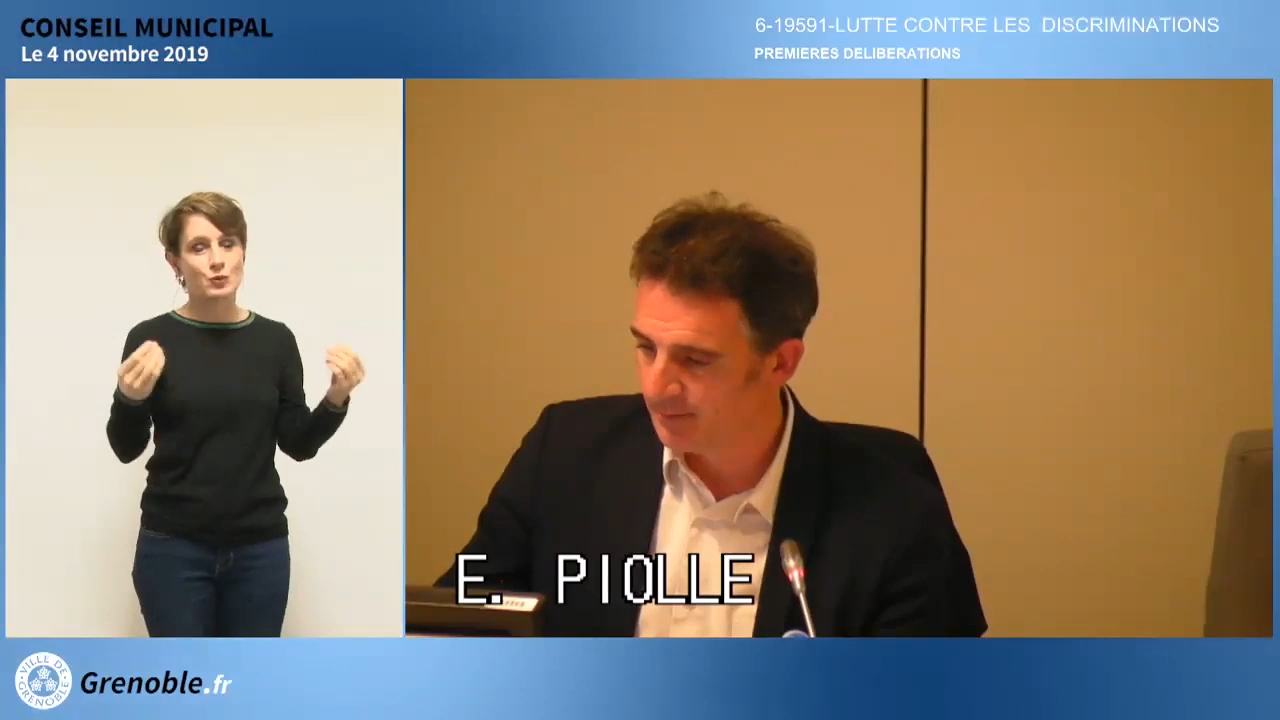 CONSEIL MUNICIPAL
Le 4 novembre 2019
6-19591-LUTTE CONTRE LES  DISCRIMINATIONS
PREMIERES DELIBERATIONS
E. PIOLLE
VILLE DE GRENOBLE
Grenoble.fr